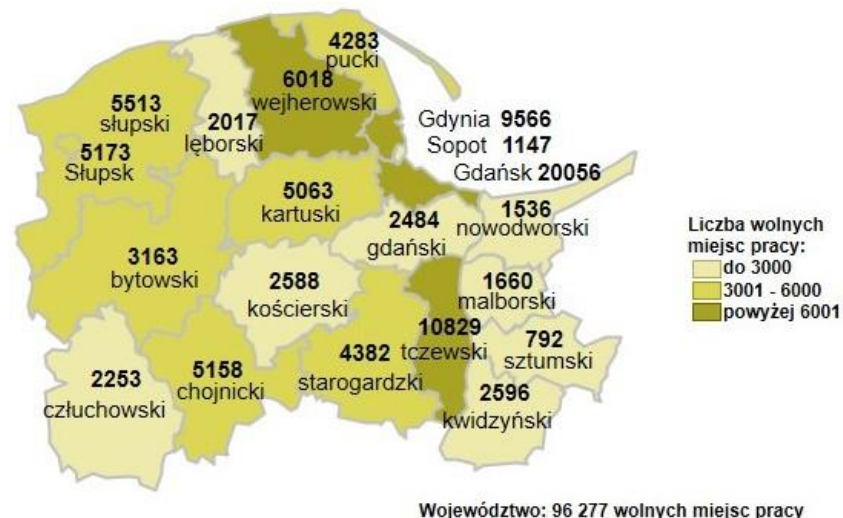 4283
pucki
6018
wejherowski
5513
słupski
2017
lęborski
Gdynia 9566
Sopot 1147
Gdańsk 20056
5173
Słupsk
5063
kartuski
2484
gdański
1536
nowodworski
3163
bytowski
2588
kościerski
1660
malborski
10829
tczewski
792
sztumski
4382
starogardzki
5158
chojnicki
2253
człuchowski
2596
kwidzyński
Liczba wolnych
miejsc pracy:
do 3000
3001 - 6000
powyżej 6001
Województwo: 96 277 wolnych miejsc pracy